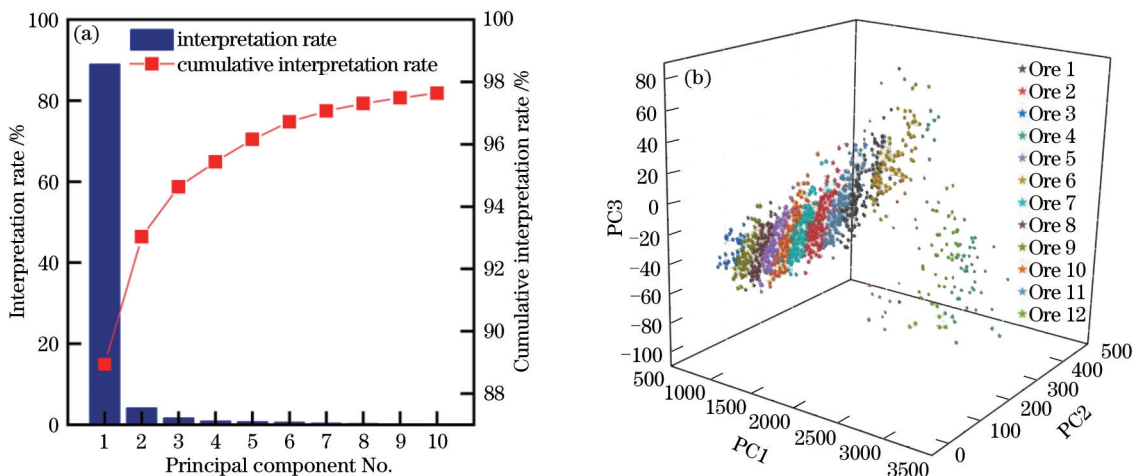 (a)
interpretation rate
cumulative interpretation rate
Interpretation rate /%
100
80
60
40
20
0
Cumulative interpretation rate /%
100
98
96
94
92
90
88
1 2 3 4 5 6 7 8 9 10
Principal component No.
(b)
Ore 1
Ore 2
Ore 3
Ore 4
Ore 5
Ore 6
Ore 7
Ore 8
Ore 9
Ore 10
Ore 11
Ore 12
PC3
80
60
40
20
0
−20
−40
−60
−80
−100
500 1000 1500 2000 2500 3000 3500
PC1
0 100 200 300 400 500
PC2